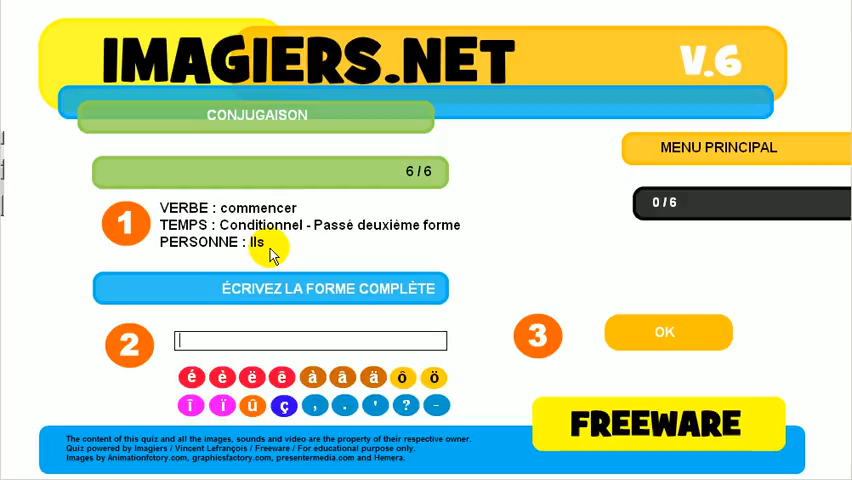 IMAGIERS.NET
V.6
CONJUGAISON
MENU PRINCIPAL
6 / 6
0 / 6
1
VERBE : commencer
TEMPS : Conditionnel - Passé deuxième forme
PERSONNE : Ils
ÉCRIVEZ LA FORME COMPLÈTE
2
3
OK
é è ë ê à â ä ô ö
î ï û ç , . ' ? -
FREEWARE
The content of this quiz and all the images, sounds and video are the property of their respective owner.
Quiz powered by Imagiers / Vincent Lefrançois / Freeware / For educational purpose only.
Images by Animationfctory.com, graphicsfactory.com, presentermedia.com and Hemera.